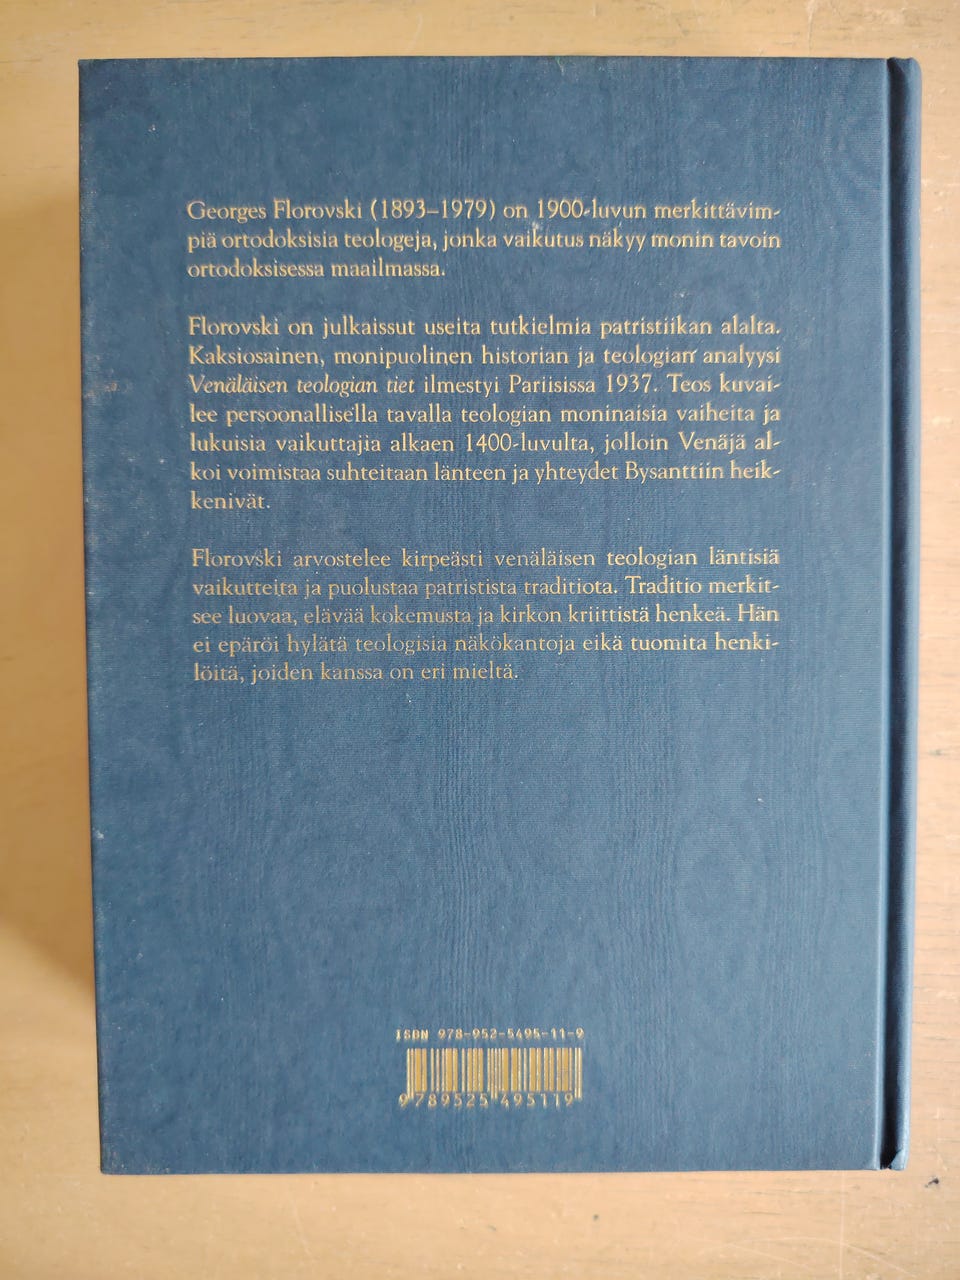 Georges Florovski (1893–1979) on 1900-luvun merkittävim-
piä ortodoksisia teologeja, jonka vaikutus näkyy monin tavoin
ortodoksisessa maailmassa.
Florovski on julkaissut useita tutkielmia patristiikan alalta.
Kaksiosainen, monipuolinen historian ja teologian analyysi
Venäläisen teologian tiet ilmestyi Pariisissa 1937. Teos kuvai-
lee persoonallisella tavalla teologian moninaisia vaiheita ja
lukuisia vaikuttajia alkaen 1400-luvulta, jolloin Venäjä al-
koi voimistaa suhteitaan länteen ja yhteydet Bysanttiin heik-
kenivät.
Florovski arvostelee kirpeästi venäläisen teologian läntisiä
vaikutteita ja puolustaa patristista traditiota. Traditio merkit-
see luovaa, elävää kokemusta ja kirkon kriittistä henkeä. Hän
ei epäröi hylätä teologisia näkökantoja eikä tuomita henki-
löitä, joiden kanssa on eri mieltä.
ISBN 978-952-5495-11-9
9 789525 495119